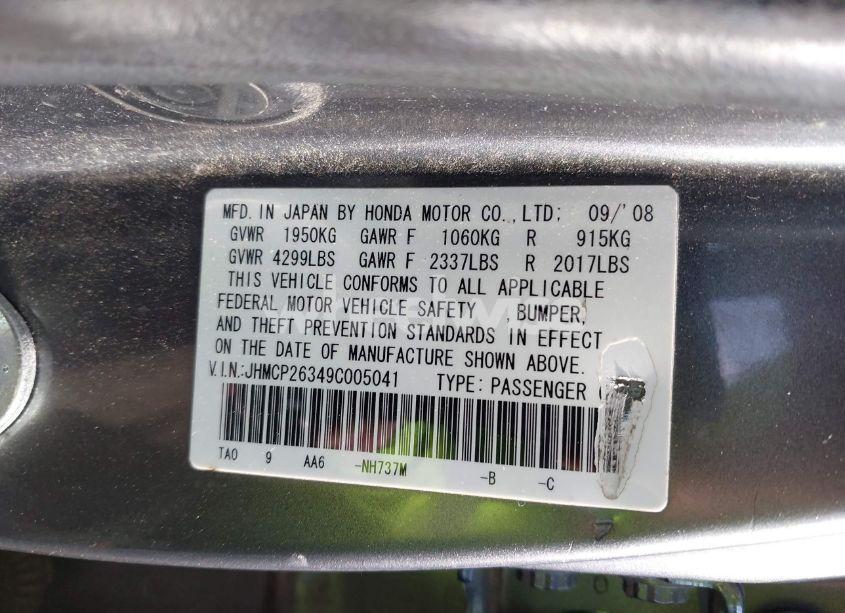 MFD. IN JAPAN BY HONDA MOTOR CO.,LTD; 09/'08
GVWR 1950KG GAWR F 1060KG R 915KG
GVWR 4299LBS GAWR F 2337LBS R 2017LBS
THIS VEHICLE CONFORMS TO ALL APPLICABLE
FEDERAL MOTOR VEHICLE SAFETY , BUMPER,
AND THEFT PREVENTION STANDARDS IN EFFECT
ON THE DATE OF MANUFACTURE SHOWN ABOVE.
V.I.N.:JHMCP26349C005041 TYPE: PASSENGER
TA0 9 AA6 -NH737M -B -C